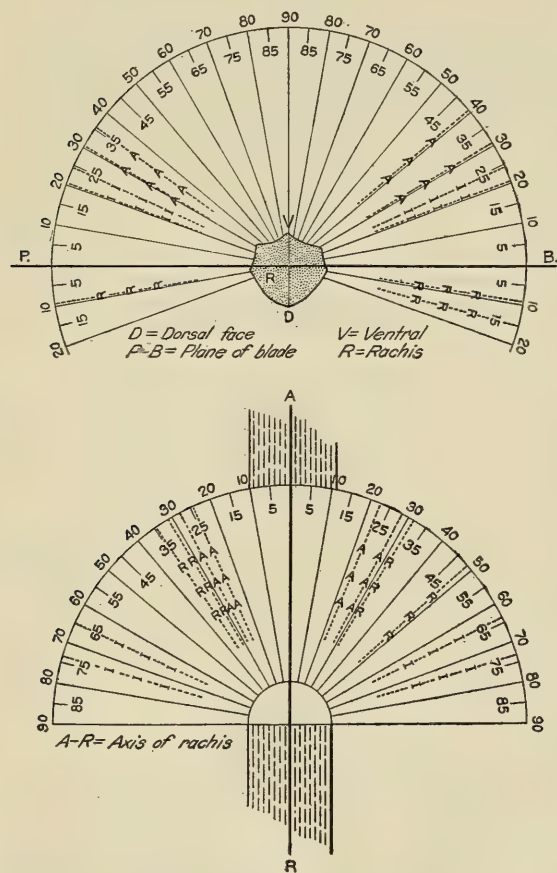 10 20 30 40 50 60 70 80 90 80 70 60 50 40 30 20 10
5 15 25 35 45 55 65 75 85 85 75 65 55 45 35 25 15 5
A A A
A A A
I I I
A A A
A A A
I I I
V
P. B.
R
D
5 10 15 20
R R R
5 10 15 20
R R R
R R R
D = Dorsal face V = Ventral
P-B = Plane of blade R = Rachis
A
90 80 70 60 50 40 30 20 10 10 20 30 40 50 60 70 80 90
85 75 65 55 45 35 25 15 5 5 15 25 35 45 55 65 75 85
RRAA
RRAA
RRAA
I I I
I I I
A A R
A A R
A A R
R R R
I I I
I I I
A-R = Axis of rachis
R